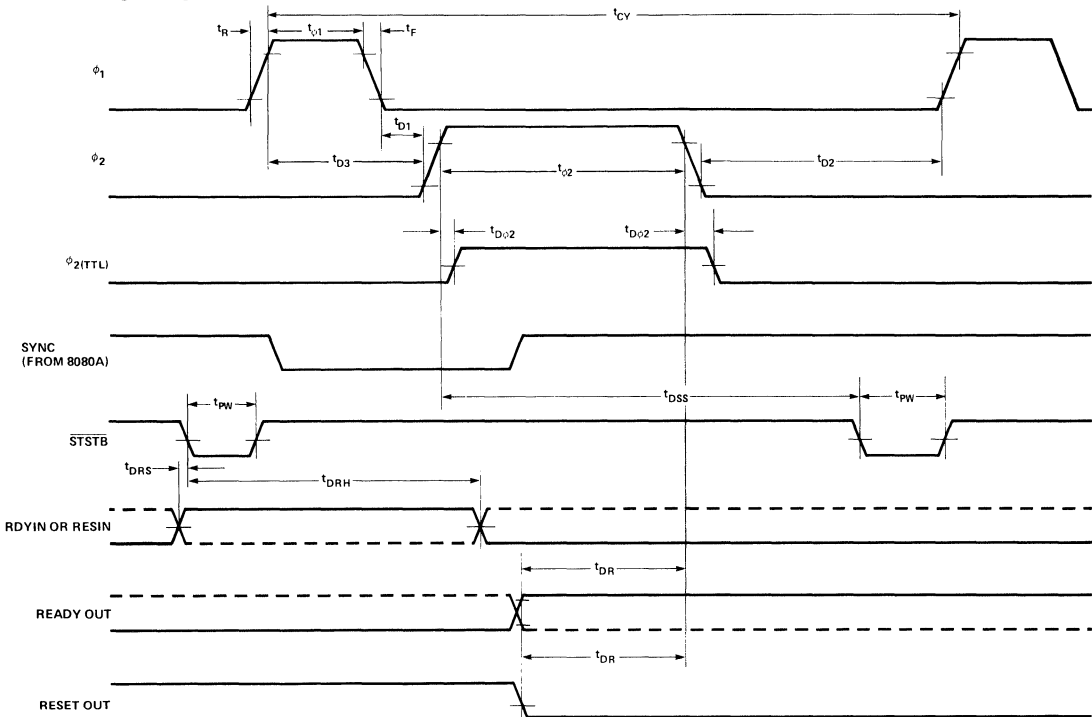 tCY
tR
tφ1
tF
φ1
tD1
tD3
φ2
tφ2
tD2
tDφ2
tDφ2
φ2(TTL)
SYNC
(FROM 8080A)
tDSS
tPW
tPW
STSTB
tDRS
tDRH
RDYIN OR RESIN
tDR
READY OUT
tDR
RESET OUT